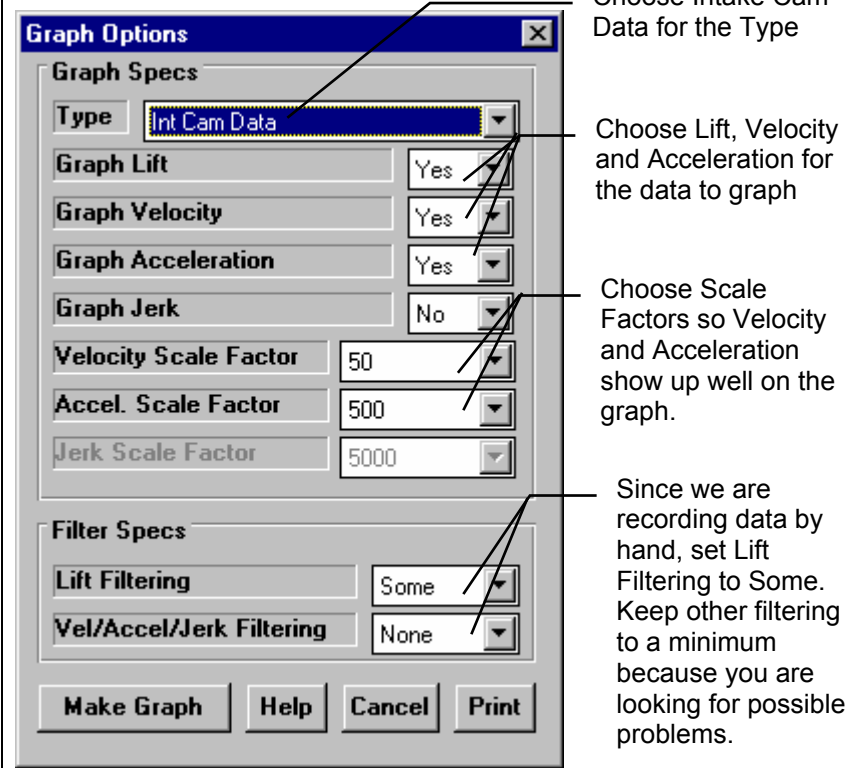 Choose Intake Cam
Data for the Type
Graph Options
Graph Specs
Type Int Cam Data
Graph Lift Yes
Graph Velocity Yes
Graph Acceleration Yes
Graph Jerk No
Velocity Scale Factor 50
Accel. Scale Factor 500
Jerk Scale Factor 5000
Choose Lift, Velocity
and Acceleration for
the data to graph
Choose Scale
Factors so Velocity
and Acceleration
show up well on the
graph.
Filter Specs
Lift Filtering Some
Vel/Accel/Jerk Filtering None
Since we are
recording data by
hand, set Lift
Filtering to Some.
Keep other filtering
to a minimum
because you are
looking for possible
problems.
Make Graph Help Cancel Print